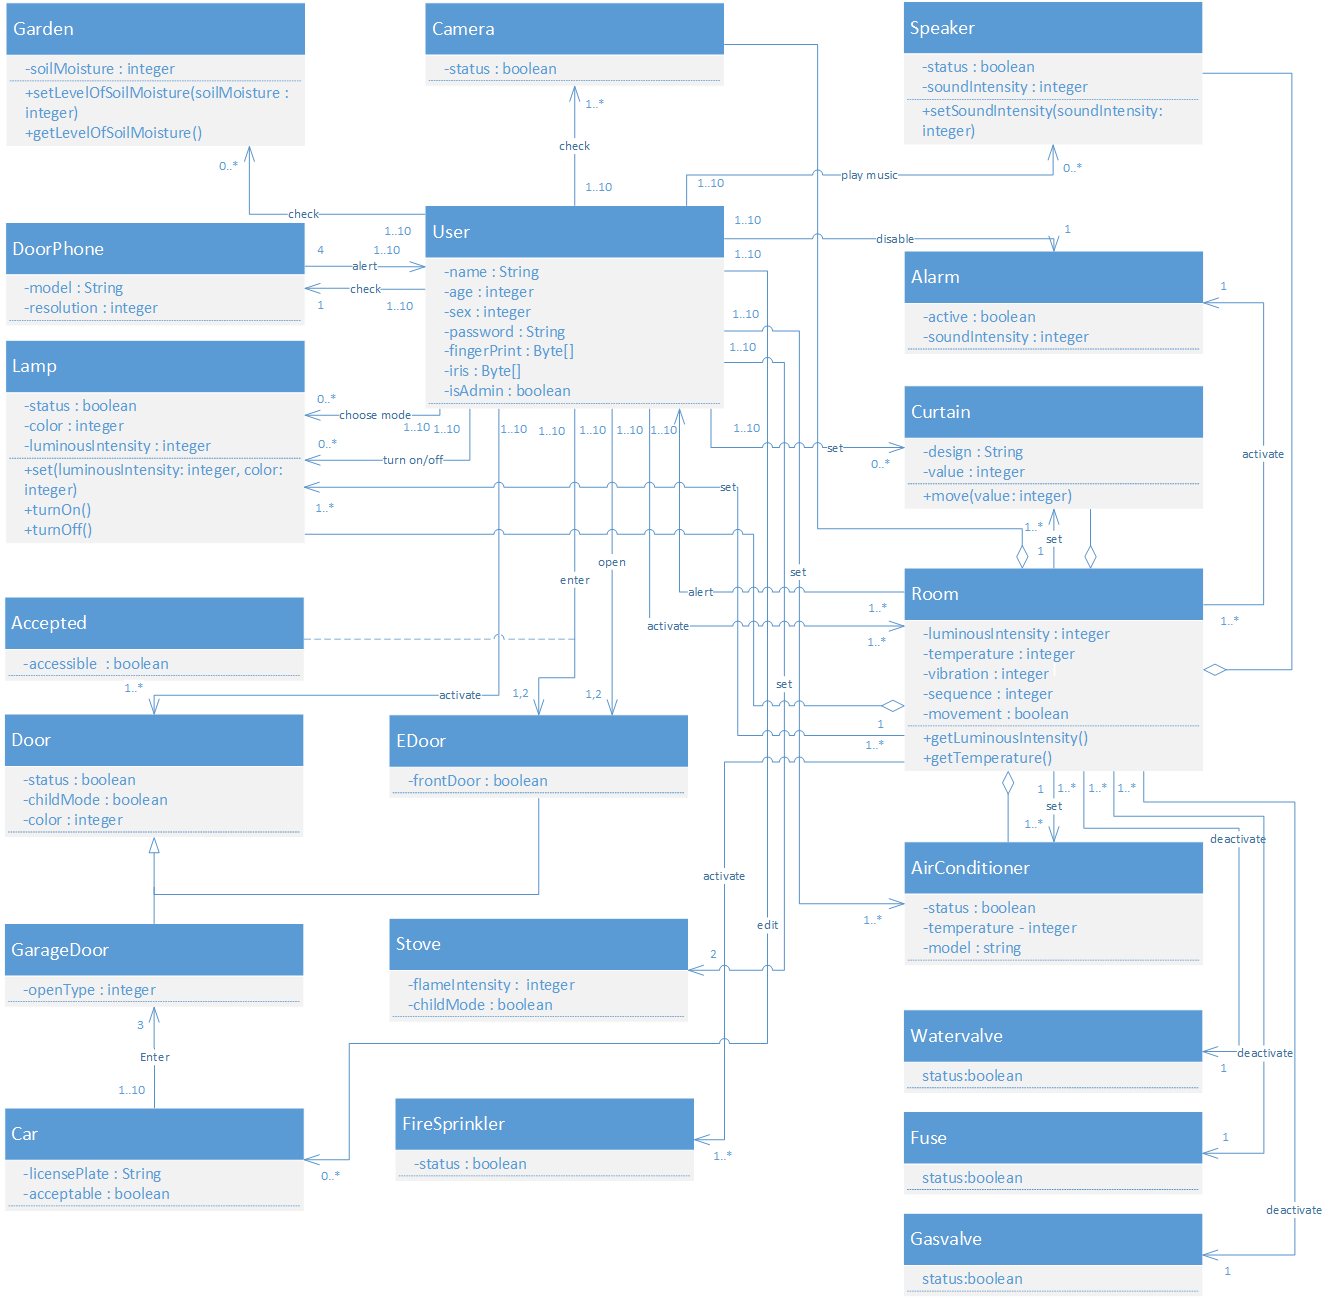 Garden
-soilMoisture : integer
+setLevelOfSoilMoisture(soilMoisture :
integer)
+getLevelOfSoilMoisture()
0..*
check
1..10
Camera
-status : boolean
1..*
check
1..10
Speaker
-status : boolean
-soundIntensity : integer
+setSoundIntensity(soundIntensity:
integer)
0..*
play music
1..10
DoorPhone
-model : String
-resolution : integer
4
1..10
alert
check
1
1..10
User
-name : String
-age : integer
-sex : integer
-password : String
-fingerPrint : Byte[]
-iris : Byte[]
-isAdmin : boolean
1..10
disable
1
1..10
1..10
1..10
Alarm
-active : boolean
-soundIntensity : integer
1
activate
1..*
Lamp
-status : boolean
-color : integer
-luminousIntensity : integer
+set(luminousIntensity: integer, color:
integer)
+turnOn()
+turnOff()
0..*
choose mode
1..10
1..10
1..10
1..10
1..10
1..10
1..10
1..10
0..*
turn on/off
set
1..*
Curtain
-design : String
-value : integer
+move(value: integer)
set
0..*
1..*
set
1
open
enter
set
alert
1..*
activate
1..*
Room
-luminousIntensity : integer
-temperature : integer
-vibration : integer
-sequence : integer
-movement : boolean
+getLuminousIntensity()
+getTemperature()
Accepted
-accessible  : boolean
1..*
activate
1,2
1,2
set
1
1..*
Door
-status : boolean
-childMode : boolean
-color : integer
EDoor
-frontDoor : boolean
1
1..*
1..*
1..*
set
1..*
deactivate
activate
AirConditioner
-status : boolean
-temperature - integer
-model : string
1..*
edit
GarageDoor
-openType : integer
3
Enter
1..10
Stove
-flameIntensity :  integer
-childMode : boolean
2
Watervalve
status:boolean
deactivate
1
Car
-licensePlate : String
-acceptable : boolean
0..*
FireSprinkler
-status : boolean
1..*
Fuse
status:boolean
1
deactivate
Gasvalve
status:boolean
1